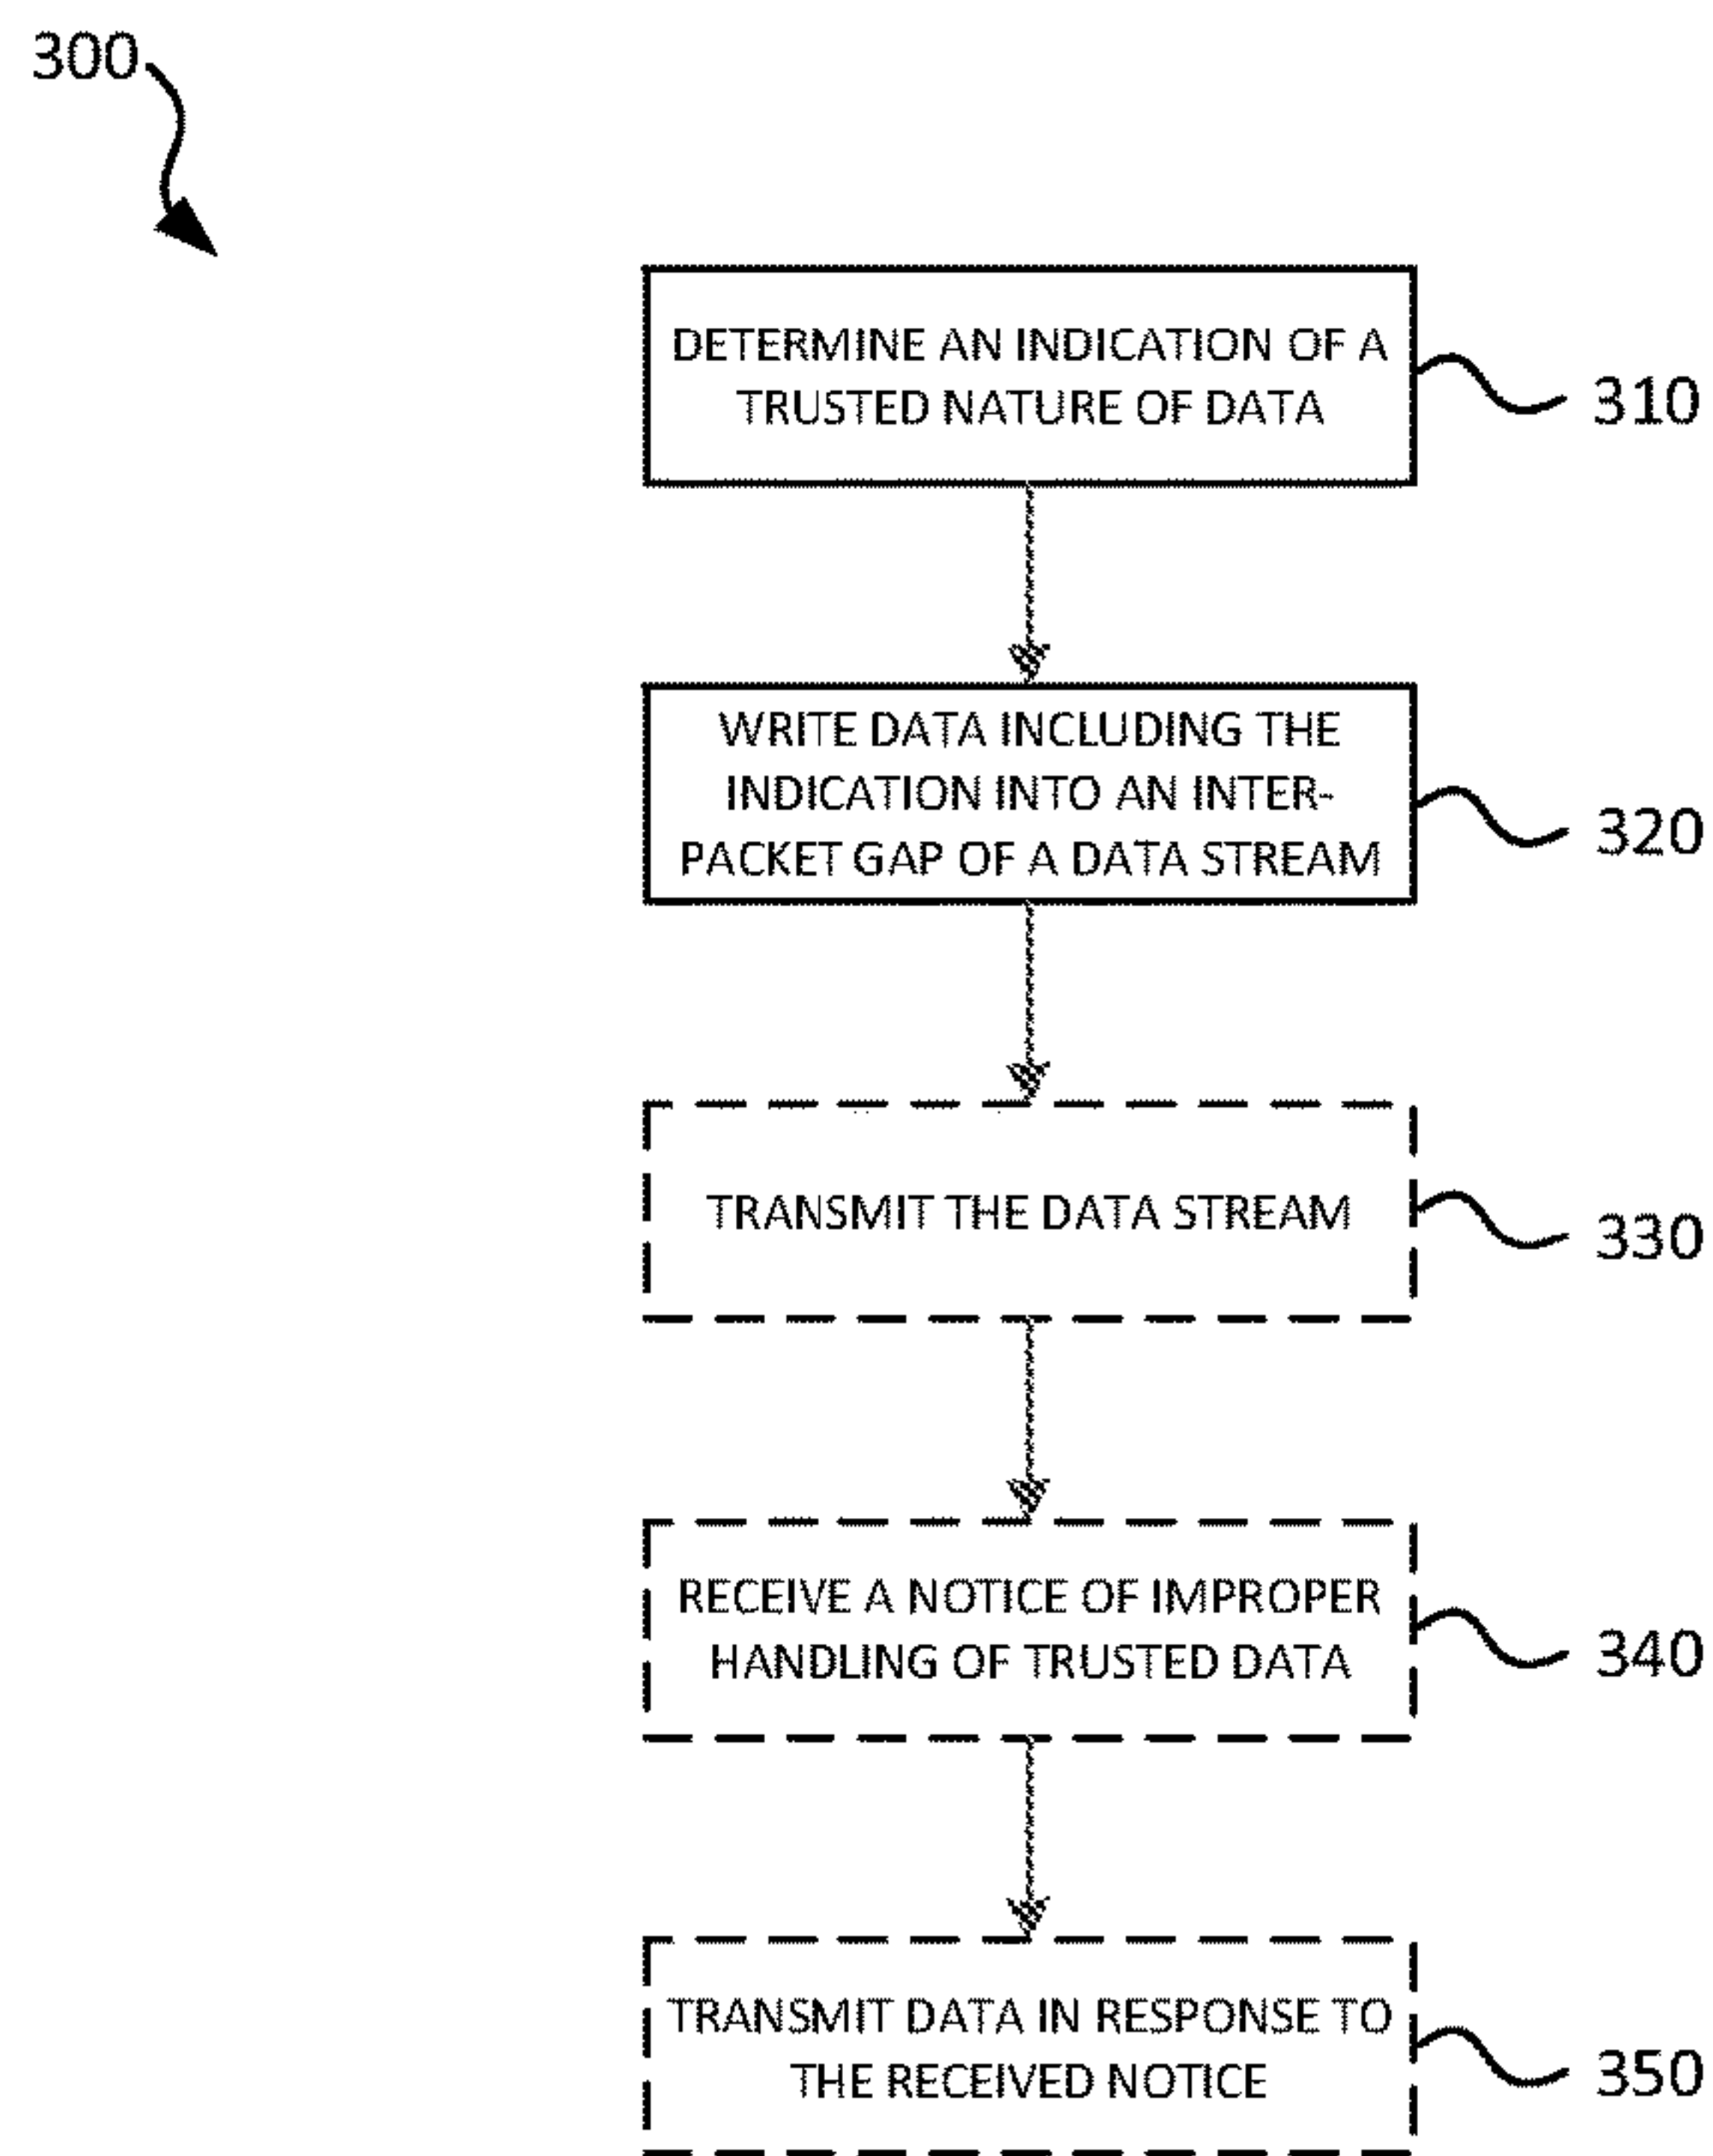 300
DETERMINE AN INDICATION OF A
TRUSTED NATURE OF DATA
310
WRITE DATA INCLUDING THE
INDICATION INTO AN INTER-
PACKET GAP OF A DATA STREAM
320
TRANSMIT THE DATA STREAM
330
RECEIVE A NOTICE OF IMPROPER
HANDLING OF TRUSTED DATA
340
TRANSMIT DATA IN RESPONSE TO
THE RECEIVED NOTICE
350